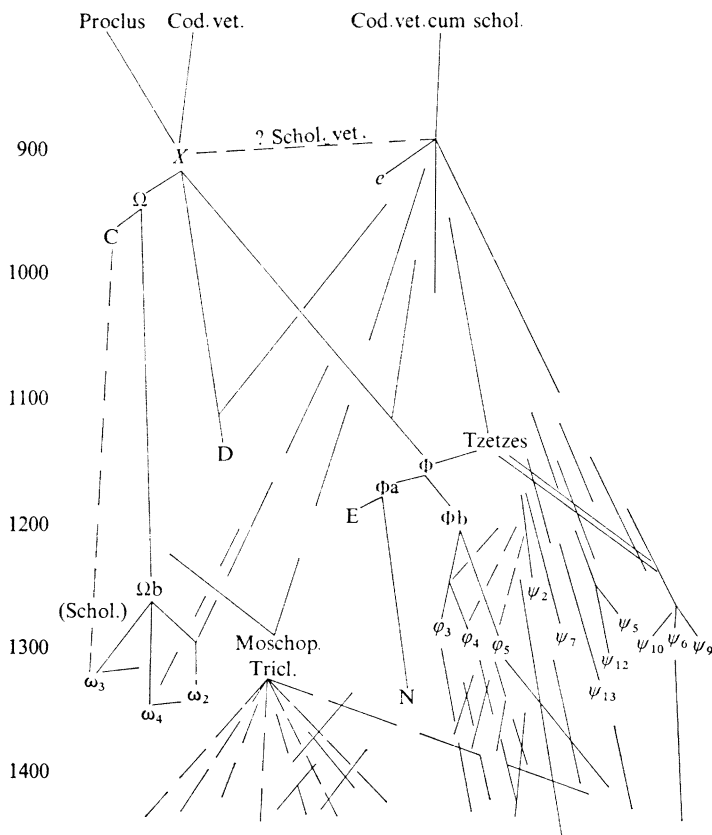 Proclus Cod. vet. Cod. vet. cum schol.
? Schol. vet.
900
X
e
Ω
C
1000
1100
D
Tzetzes
Φ
Φa
E
Φb
1200
Ωb
(Schol.)
ψ2
ψ5
φ3 φ4 φ5 ψ7 ψ12 ψ10 ψ6 ψ9
1300
Moschop.
Tricl.
ω3
ω4
ω2
N
ψ13
1400